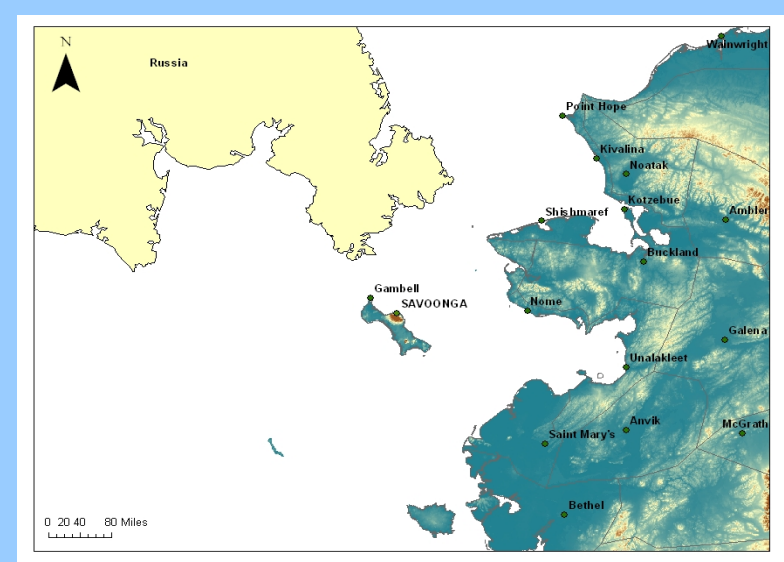 N
Russia
Wainwright
Point Hope
Kivalina
Noatak
Kotzebue
Shishmaref
Ambler
Buckland
Gambell
SAVOONGA
Nome
Galena
Unalakleet
Anvik
McGrath
Saint Mary's
Bethel
0 20 40 80 Miles